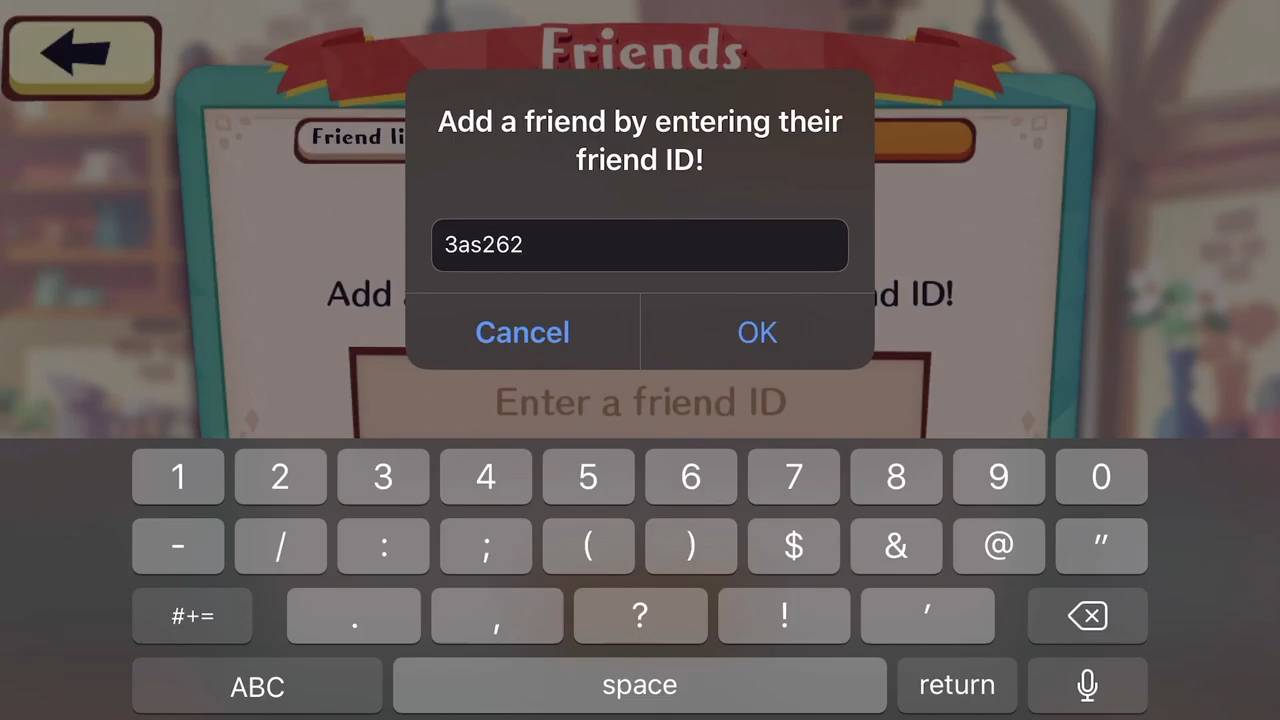 Friends
Add a friend by entering their
friend ID!
Friend li
3as262
Add
nd ID!
Cancel
OK
Enter a friend ID
1 2 3 4 5 6 7 8 9 0
- / : ; ( ) $ & @ "
#+= . , ? ! '
ABC space return